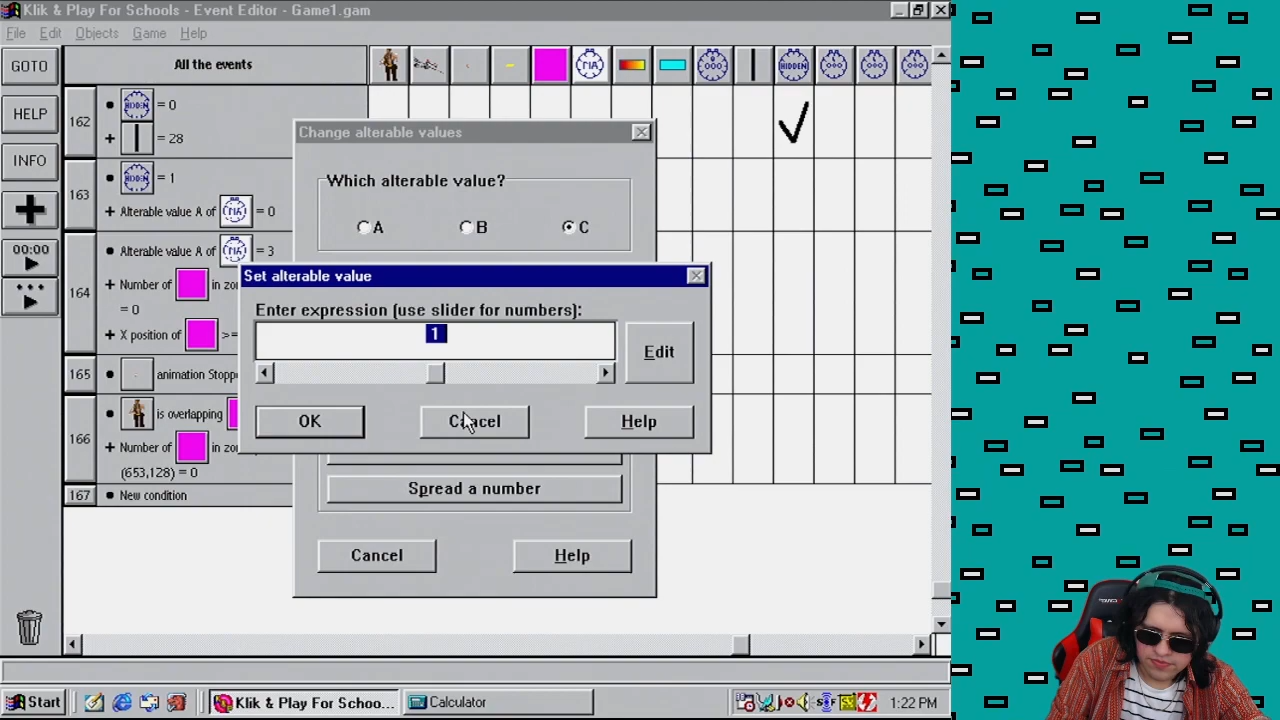 Klik & Play For Schools - Event Editor - Game1.gam
File Edit Objects Game Help
GOTO
All the events
HELP
INFO
00:00
162
HIDDEN = 0
+ = 28
163
= 1
+ Alterable value A of = 0
164
Alterable value A of = 3
+ Number of in zo
= 0
+ X position of >=
165
animation Stopp
166
is overlapping
+ Number of in zo
(653,128) = 0
167
New condition
HIDDEN
000
Change alterable values
Which alterable value?
A B C
Set alterable value
Enter expression (use slider for numbers):
1
Edit
OK Cancel Help
Spread a number
Cancel Help
Start
Klik & Play For Schoo...
Calculator
1:22 PM